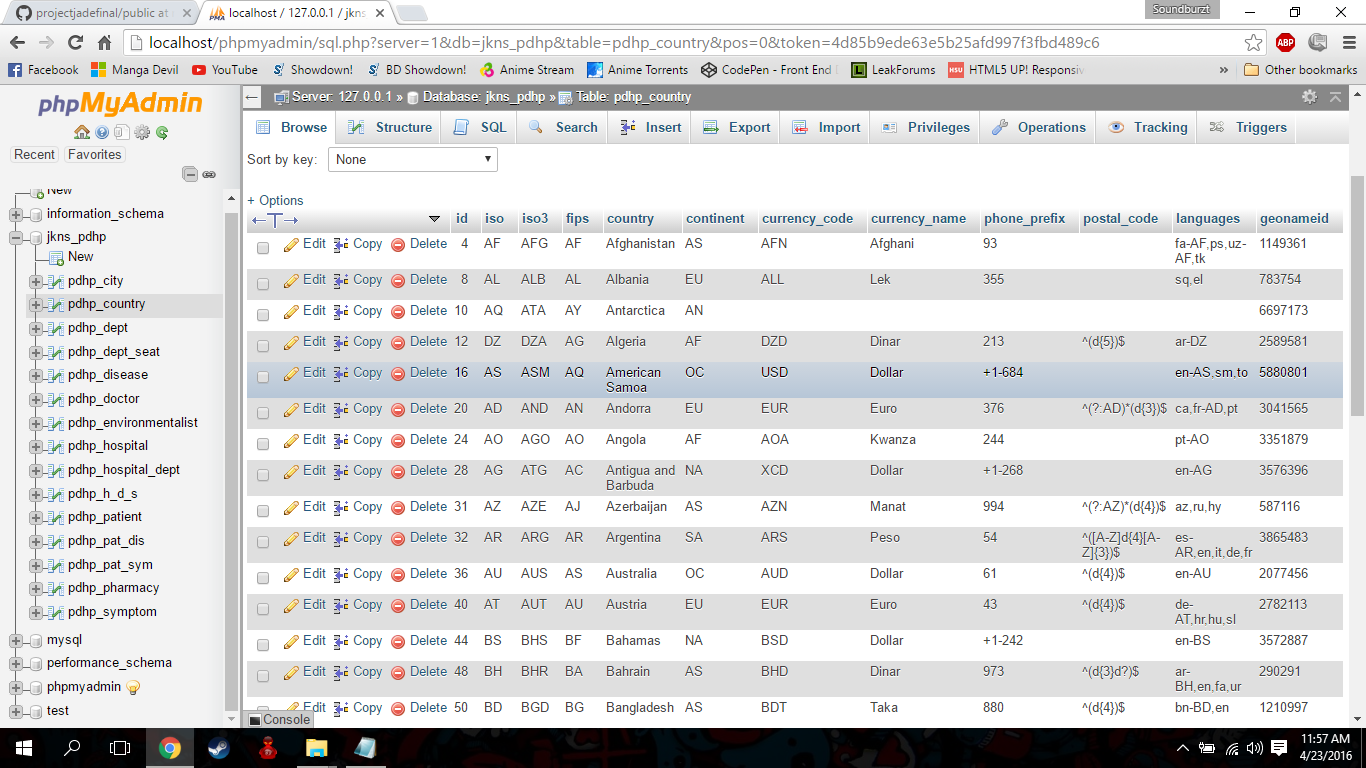 projectjadefinal/public at
localhost / 127.0.0.1 / jkns
Soundburzt
localhost/phpmyadmin/sql.php?server=1&db=jkns_pdhp&table=pdhp_country&pos=0&token=4d85b9ede63e5b25afd997f3fbd489c6
ABP
Facebook Manga Devil YouTube Showdown! BD Showdown! Anime Stream Anime Torrents CodePen - Front End LeakForums HTML5 UP! Responsiv » Other bookmarks
phpMyAdmin
Recent Favorites
New
information_schema
jkns_pdhp
New
pdhp_city
pdhp_country
pdhp_dept
pdhp_dept_seat
pdhp_disease
pdhp_doctor
pdhp_environmentalist
pdhp_hospital
pdhp_hospital_dept
pdhp_h_d_s
pdhp_patient
pdhp_pat_dis
pdhp_pat_sym
pdhp_pharmacy
pdhp_symptom
mysql
performance_schema
phpmyadmin
test
Server: 127.0.0.1 » Database: jkns_pdhp » Table: pdhp_country
Browse Structure SQL Search Insert Export Import Privileges Operations Tracking Triggers
Sort by key: None
+ Options
id iso iso3 fips country continent currency_code currency_name phone_prefix postal_code languages geonameid
Edit Copy Delete 4 AF AFG AF Afghanistan AS AFN Afghani 93 fa-AF,ps,uz- 1149361
AF,tk
Edit Copy Delete 8 AL ALB AL Albania EU ALL Lek 355 sq,el 783754
Edit Copy Delete 10 AQ ATA AY Antarctica AN 6697173
Edit Copy Delete 12 DZ DZA AG Algeria AF DZD Dinar 213 ^(d{5})$ ar-DZ 2589581
Edit Copy Delete 16 AS ASM AQ American OC USD Dollar +1-684 en-AS,sm,to 5880801
Samoa
Edit Copy Delete 20 AD AND AN Andorra EU EUR Euro 376 ^(?:AD)*(d{3})$ ca,fr-AD,pt 3041565
Edit Copy Delete 24 AO AGO AO Angola AF AOA Kwanza 244 pt-AO 3351879
Edit Copy Delete 28 AG ATG AC Antigua and NA XCD Dollar +1-268 en-AG 3576396
Barbuda
Edit Copy Delete 31 AZ AZE AJ Azerbaijan AS AZN Manat 994 ^(?:AZ)*(d{4})$ az,ru,hy 587116
Edit Copy Delete 32 AR ARG AR Argentina SA ARS Peso 54 ^([A-Z]d{4}[A- es- 3865483
Z]{3})$ AR,en,it,de,fr
Edit Copy Delete 36 AU AUS AS Australia OC AUD Dollar 61 ^(d{4})$ en-AU 2077456
Edit Copy Delete 40 AT AUT AU Austria EU EUR Euro 43 ^(d{4})$ de- 2782113
AT,hr,hu,sl
Edit Copy Delete 44 BS BHS BF Bahamas NA BSD Dollar +1-242 en-BS 3572887
Edit Copy Delete 48 BH BHR BA Bahrain AS BHD Dinar 973 ^(d{3}d?)$ ar- 290291
BH,en,fa,ur
Edit Copy Delete 50 BD BGD BG Bangladesh AS BDT Taka 880 ^(d{4})$ bn-BD,en 1210997
Console
11:57 AM
4/23/2016